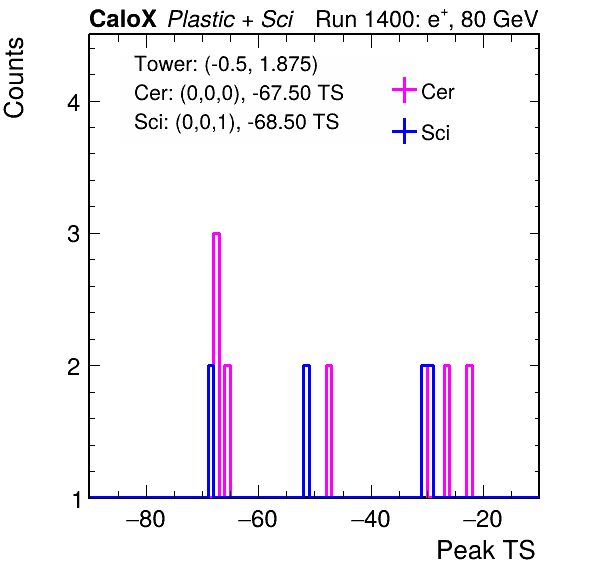 CaloX Plastic + Sci Run 1400: e⁺, 80 GeV
Counts
Tower: (-0.5, 1.875)
Cer: (0,0,0), -67.50 TS
Sci: (0,0,1), -68.50 TS
Cer
Sci
4
3
2
1
−80 −60 −40 −20
Peak TS